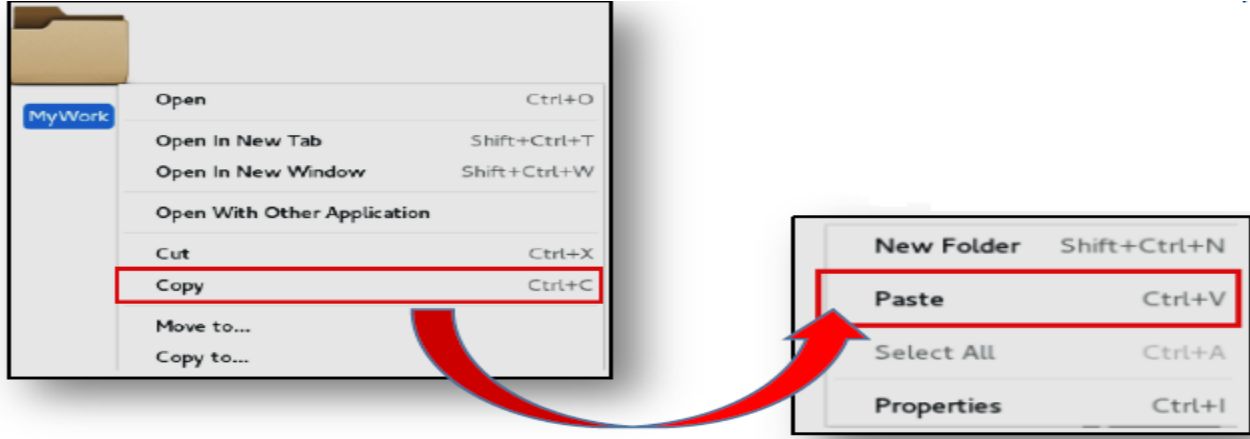 MyWork
Open Ctrl+O
Open In New Tab Shift+Ctrl+T
Open In New Window Shift+Ctrl+W
Open With Other Application
Cut Ctrl+X
Copy Ctrl+C
Move to...
Copy to...
New Folder Shift+Ctrl+N
Paste Ctrl+V
Select All Ctrl+A
Properties Ctrl+I